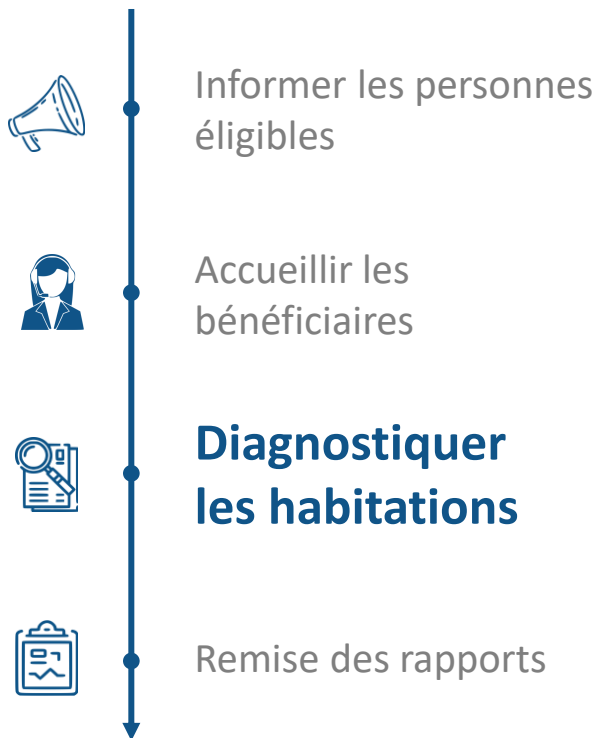 Informer les personnes
éligibles
Accueillir les
bénéficiaires
Diagnostiquer
les habitations
Remise des rapports